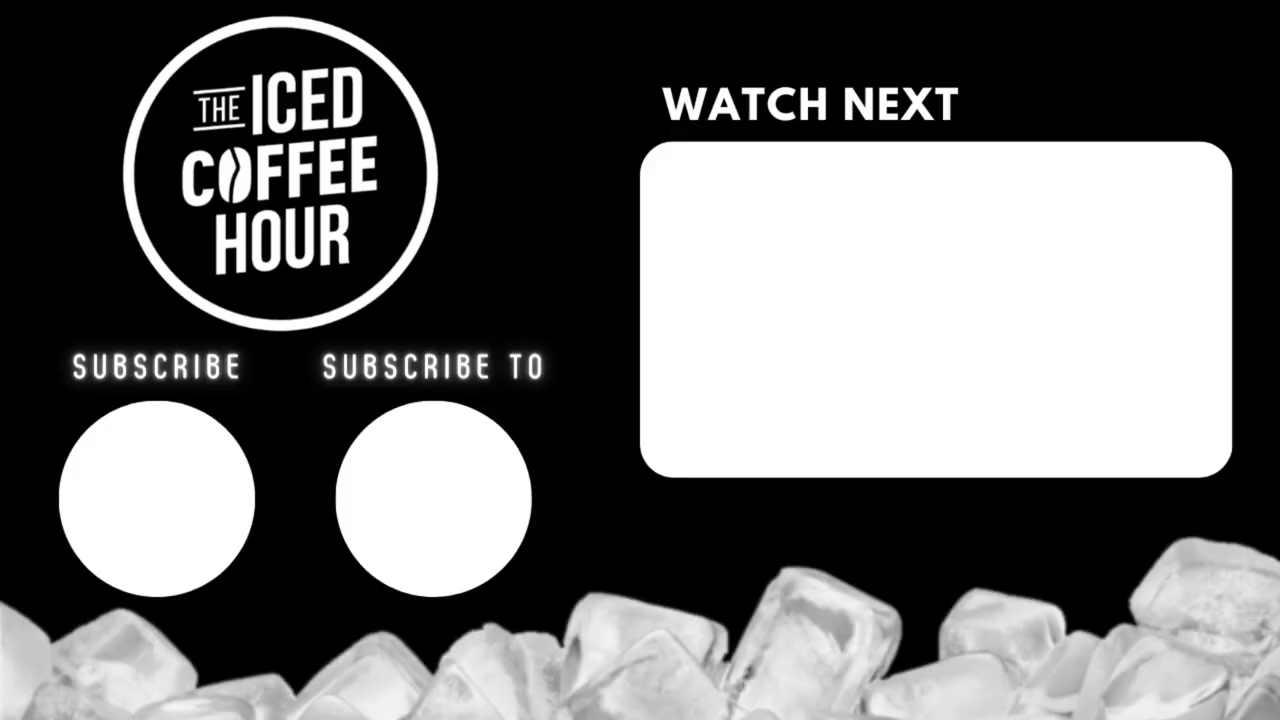 THE ICED
COFFEE
HOUR
WATCH NEXT
SUBSCRIBE
SUBSCRIBE TO